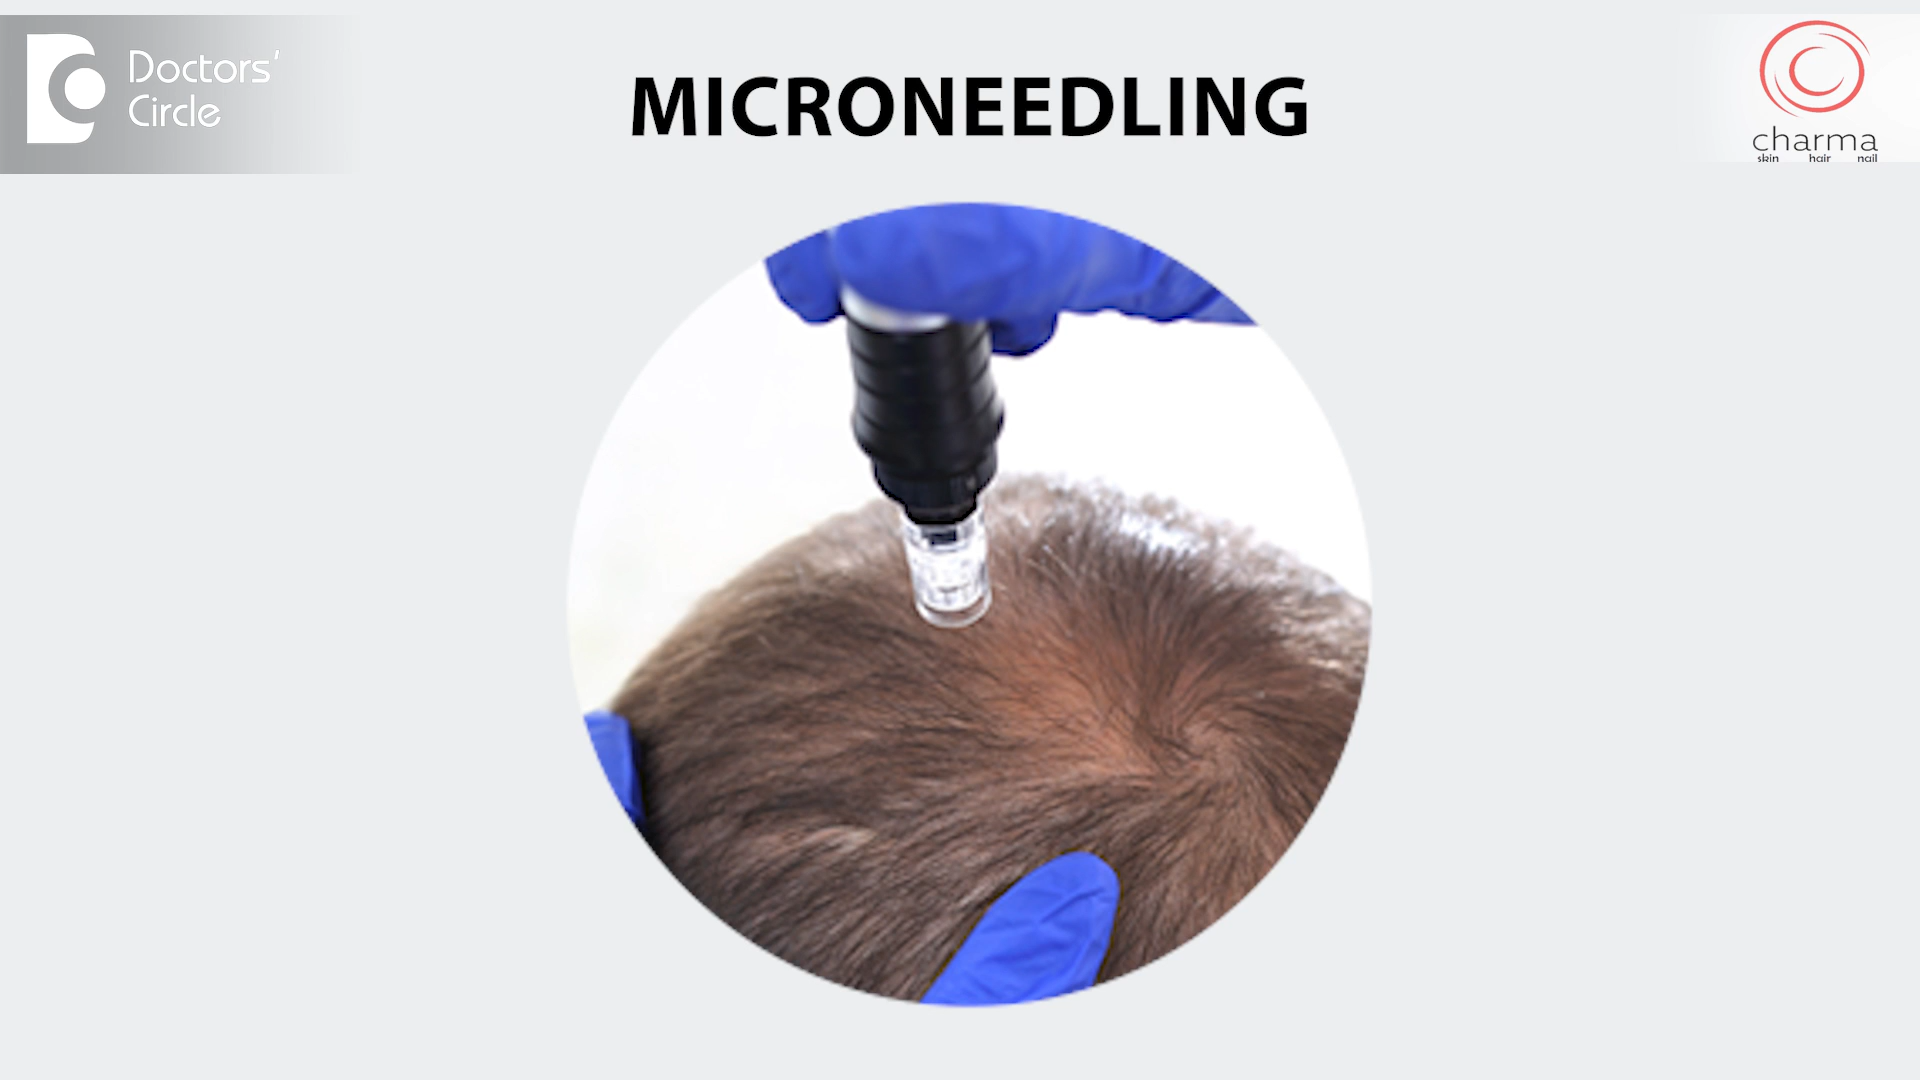 Doctors'
Circle
MICRONEEDLING
charma
skin hair nail